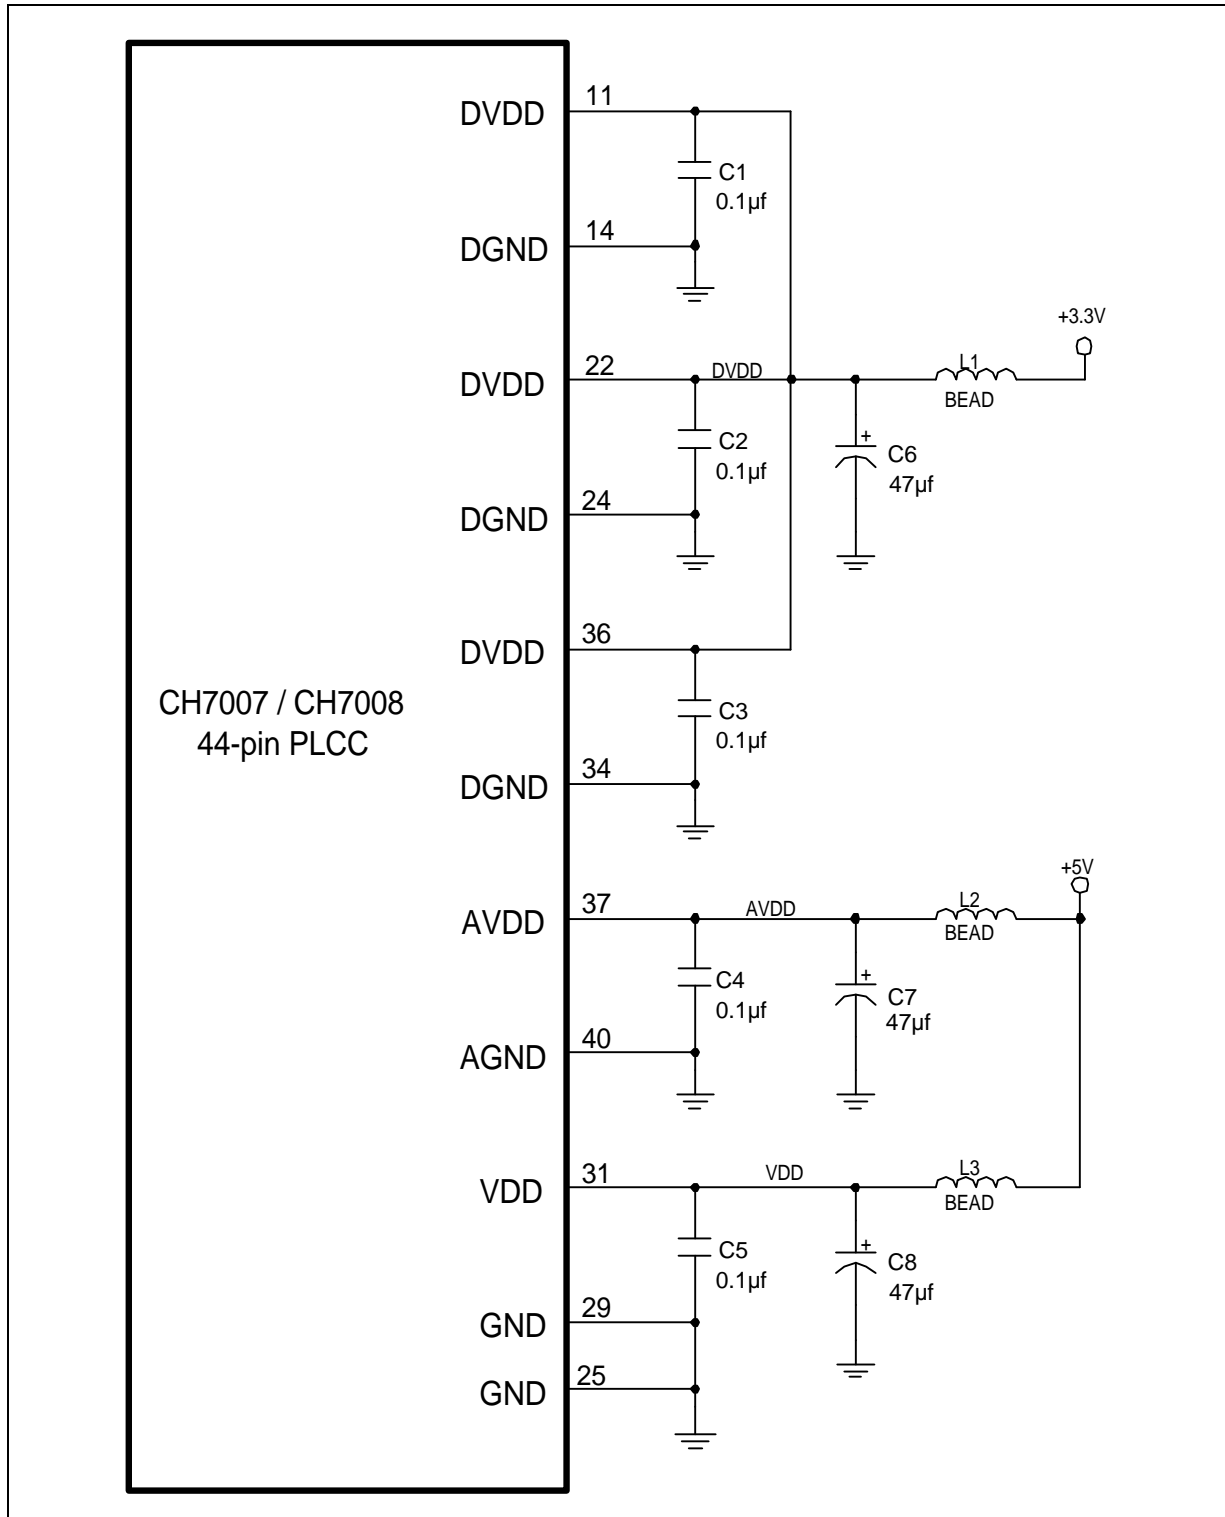 DVDD
11
C1
0.1µf
DGND
14
+3.3V
DVDD
22
DVDD
L1
BEAD
C2
0.1µf
+
C6
47µf
DGND
24
DVDD
36
CH7007 / CH7008
44-pin PLCC
C3
0.1µf
DGND
34
+5V
AVDD
37
AVDD
L2
BEAD
C4
0.1µf
+
C7
47µf
AGND
40
VDD
31
VDD
L3
BEAD
C5
0.1µf
+
C8
47µf
GND
29
GND
25